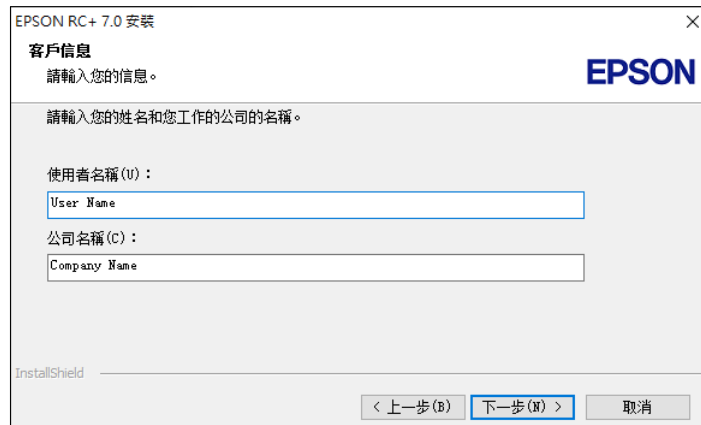 EPSON RC+ 7.0 安裝
客戶信息
請輸入您的信息。
EPSON
請輸入您的姓名和您工作的公司的名稱。
使用者名稱(U)：
User Name
公司名稱(C)：
Company Name
InstallShield
< 上一步(B)
下一步(N) >
取消